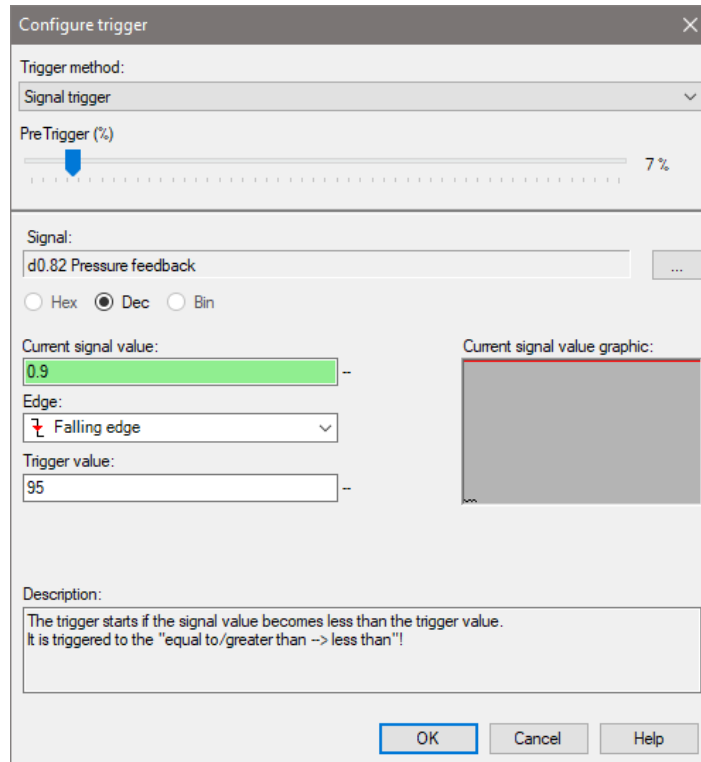 Configure trigger
Trigger method:
Signal trigger
PreTrigger (%)
7 %
Signal:
d0.82 Pressure feedback
...
Hex
Dec
Bin
Current signal value:
Current signal value graphic:
0.9
--
Edge:
Falling edge
Trigger value:
95
--
Description:
The trigger starts if the signal value becomes less than the trigger value.
It is triggered to the "equal to/greater than --> less than"!
OK
Cancel
Help